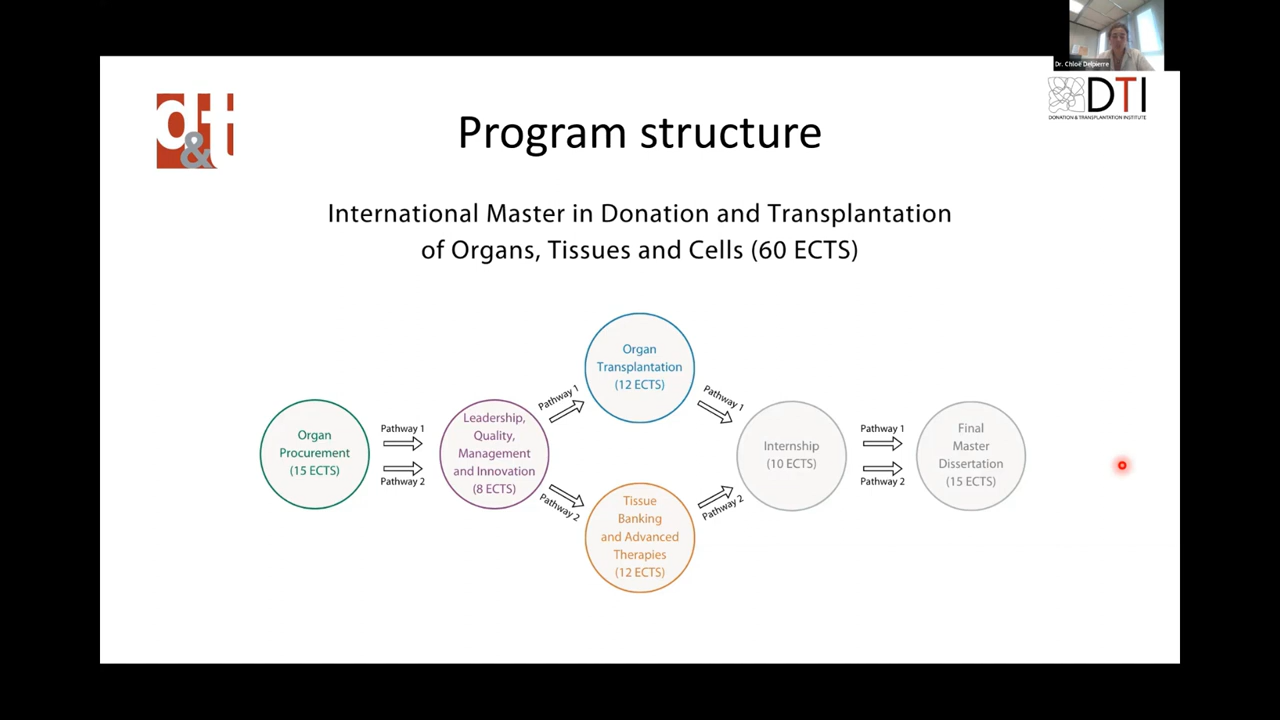 Dr. Chloë Delpierre
d&t
DTI
DONATION & TRANSPLANTATION INSTITUTE
Program structure
International Master in Donation and Transplantation
of Organs, Tissues and Cells (60 ECTS)
Organ
Procurement
(15 ECTS)
Pathway 1
Pathway 2
Leadership,
Quality,
Management
and Innovation
(8 ECTS)
Pathway 1
Pathway 2
Organ
Transplantation
(12 ECTS)
Tissue
Banking
and Advanced
Therapies
(12 ECTS)
Pathway 1
Pathway 2
Internship
(10 ECTS)
Pathway 1
Pathway 2
Final
Master
Dissertation
(15 ECTS)